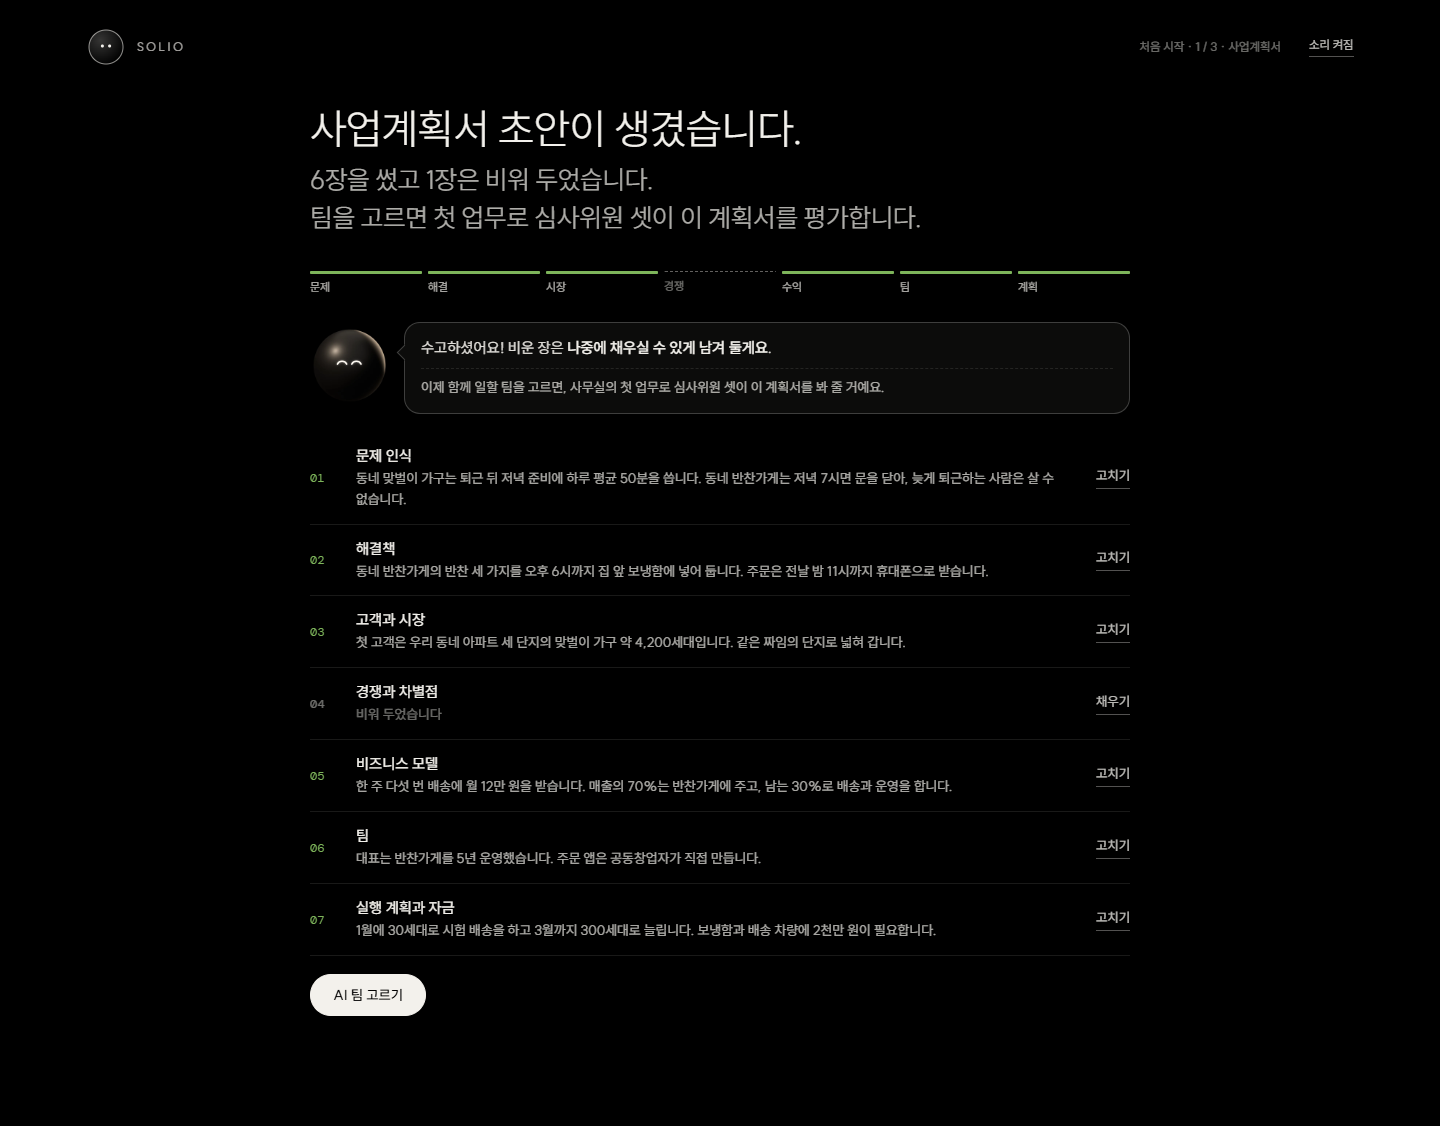 SOLIO
처음 시작 · 1 / 3 · 사업계획서
소리 켜짐
사업계획서 초안이 생겼습니다.
6장을 썼고 1장은 비워 두었습니다.
팀을 고르면 첫 업무로 심사위원 셋이 이 계획서를 평가합니다.
문제
해결
시장
경쟁
수익
팀
계획
수고하셨어요! 비운 장은 나중에 채우실 수 있게 남겨 둘게요.
이제 함께 일할 팀을 고르면, 사무실의 첫 업무로 심사위원 셋이 이 계획서를 봐 줄 거예요.
01
문제 인식
동네 맞벌이 가구는 퇴근 뒤 저녁 준비에 하루 평균 50분을 씁니다. 동네 반찬가게는 저녁 7시면 문을 닫아, 늦게 퇴근하는 사람은 살 수
없습니다.
고치기
02
해결책
동네 반찬가게의 반찬 세 가지를 오후 6시까지 집 앞 보냉함에 넣어 둡니다. 주문은 전날 밤 11시까지 휴대폰으로 받습니다.
고치기
03
고객과 시장
첫 고객은 우리 동네 아파트 세 단지의 맞벌이 가구 약 4,200세대입니다. 같은 짜임의 단지로 넓혀 갑니다.
고치기
04
경쟁과 차별점
비워 두었습니다
채우기
05
비즈니스 모델
한 주 다섯 번 배송에 월 12만 원을 받습니다. 매출의 70%는 반찬가게에 주고, 남는 30%로 배송과 운영을 합니다.
고치기
06
팀
대표는 반찬가게를 5년 운영했습니다. 주문 앱은 공동창업자가 직접 만듭니다.
고치기
07
실행 계획과 자금
1월에 30세대로 시험 배송을 하고 3월까지 300세대로 늘립니다. 보냉함과 배송 차량에 2천만 원이 필요합니다.
고치기
AI 팀 고르기